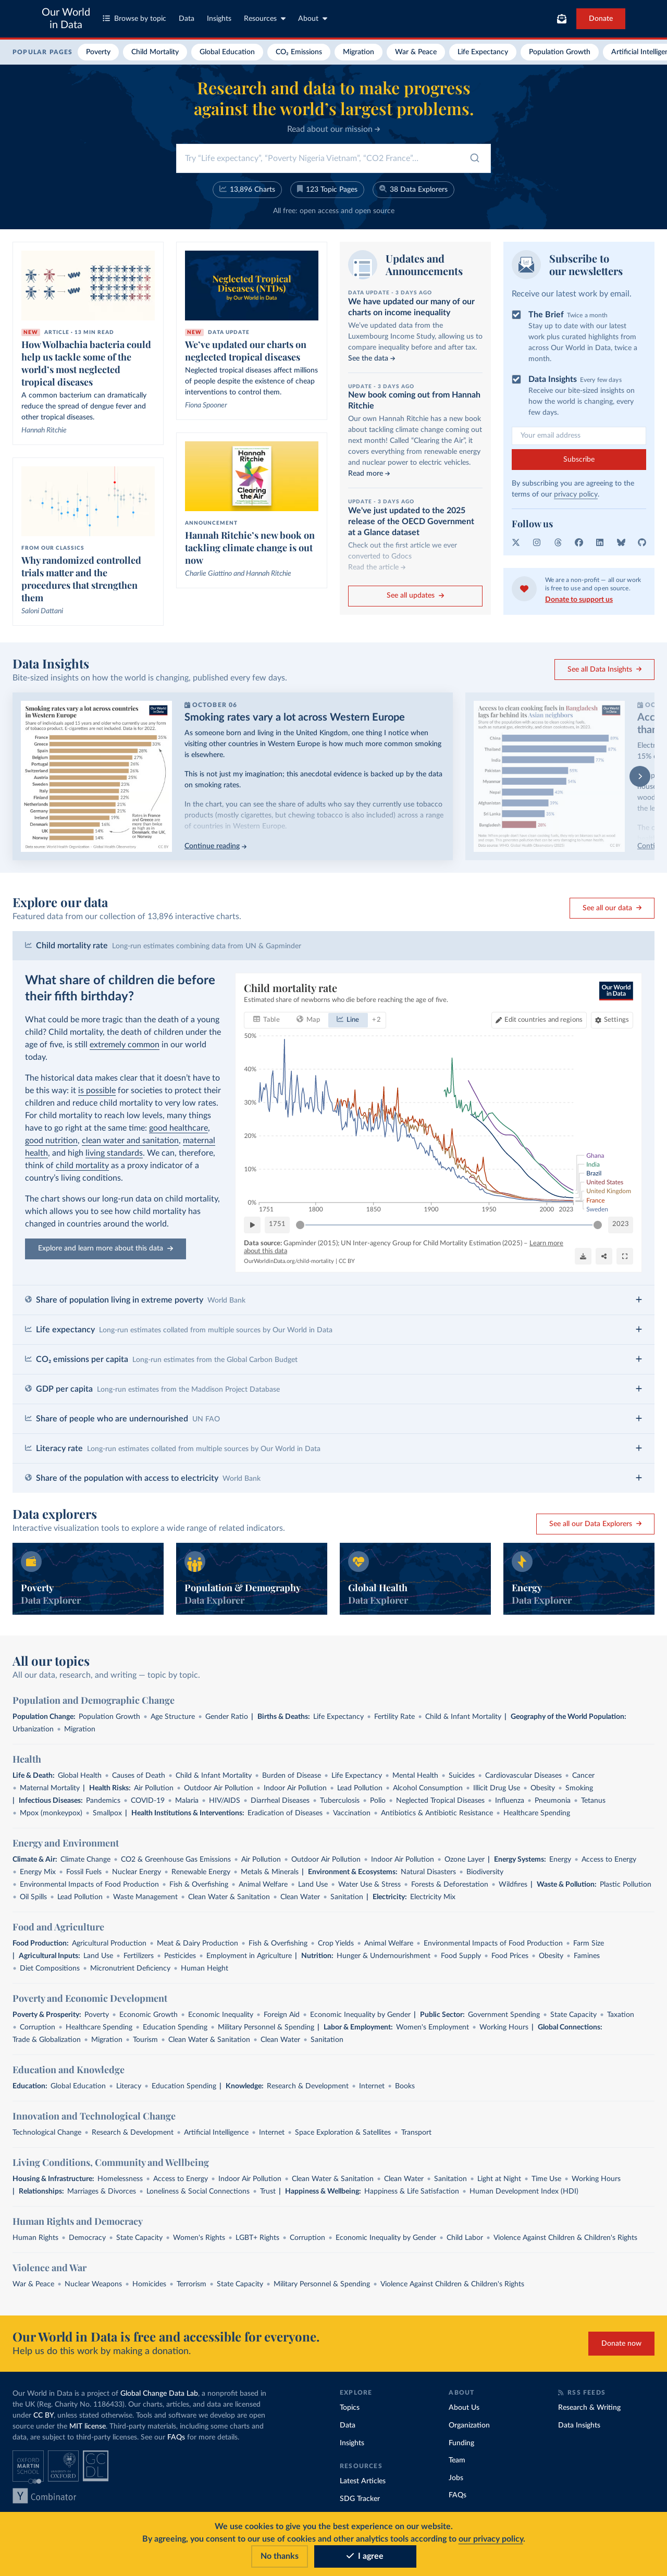 Our World
in Data
Browse by topic
Data
Insights
Resources
About
Donate
POPULAR PAGES
Poverty
Child Mortality
Global Education
CO₂ Emissions
Migration
War & Peace
Life Expectancy
Population Growth
Artificial Intelligen
Research and data to make progress
against the world's largest problems.
Read about our mission →
Try "Life expectancy", "Poverty Nigeria Vietnam", "CO2 France"...
13,896 Charts
123 Topic Pages
38 Data Explorers
All free: open access and open source
NEW ARTICLE - 13 MIN READ
How Wolbachia bacteria could
help us tackle some of the
world's most neglected
tropical diseases
A common bacterium can dramatically
reduce the spread of dengue fever and
other tropical diseases.
Hannah Ritchie
FROM OUR CLASSICS
Why randomized controlled
trials matter and the
procedures that strengthen
them
Saloni Dattani
Neglected Tropical
Diseases (NTDs)
by Our World in Data
NEW DATA UPDATE
We've updated our charts on
neglected tropical diseases
Neglected tropical diseases affect millions
of people despite the existence of cheap
interventions to control them.
Fiona Spooner
Hannah
Ritchie
Clearing
the Air
ANNOUNCEMENT
Hannah Ritchie's new book on
tackling climate change is out
now
Charlie Giattino and Hannah Ritchie
Updates and
Announcements
DATA UPDATE - 3 DAYS AGO
We have updated our many of our
charts on income inequality
We've updated data from the
Luxembourg Income Study, allowing us to
compare inequality before and after tax.
See the data →
UPDATE - 3 DAYS AGO
New book coming out from Hannah
Ritchie
Our own Hannah Ritchie has a new book
about tackling climate change coming out
next month! Called "Clearing the Air", it
covers everything from renewable energy
and nuclear power to electric vehicles.
Read more →
UPDATE - 3 DAYS AGO
We've just updated to the 2025
release of the OECD Government
at a Glance dataset
Check out the first article we ever
converted to Gdocs
Read the article →
See all updates →
Subscribe to
our newsletters
Receive our latest work by email.
The Brief Twice a month
Stay up to date with our latest
work plus curated highlights from
across Our World in Data, twice a
month.
Data Insights Every few days
Receive our bite-sized insights on
how the world is changing, every
few days.
Your email address
Subscribe
By subscribing you are agreeing to the
terms of our privacy policy.
Follow us
We are a non-profit — all our work
is free to use and open source.
Donate to support us
Data Insights
Bite-sized insights on how the world is changing, published every few days.
See all Data Insights →
Smoking rates vary a lot across countries
in Western Europe
France
Greece
Spain
Belgium
Portugal
Switzerland
Austria
Sweden
Italy
Finland
Netherlands
Germany
Ireland
Denmark
UK
Norway
OCTOBER 06
Smoking rates vary a lot across Western Europe
As someone born and living in the United Kingdom, one thing I notice when
visiting other countries in Western Europe is how much more common smoking
is elsewhere.
This is not just my imagination; this anecdotal evidence is backed up by the data
on smoking rates.
In the chart, you can see the share of adults who say they currently use tobacco
products (mostly cigarettes, but chewing tobacco is also included) across a range
of countries in Western Europe.
Continue reading →
Access to clean cooking fuels in Bangladesh
lags far behind its Asian neighbors
China
Thailand
India
Pakistan
Myanmar
Nepal
Afghanistan
Sri Lanka
Bangladesh
Explore our data
Featured data from our collection of 13,896 interactive charts.
See all our data →
Child mortality rate Long-run estimates combining data from UN & Gapminder
What share of children die before
their fifth birthday?
What could be more tragic than the death of a young
child? Child mortality, the death of children under the
age of five, is still extremely common in our world
today.
The historical data makes clear that it doesn't have to
be this way: it is possible for societies to protect their
children and reduce child mortality to very low rates.
For child mortality to reach low levels, many things
have to go right at the same time: good healthcare,
good nutrition, clean water and sanitation, maternal
health, and high living standards. We can, therefore,
think of child mortality as a proxy indicator of a
country's living conditions.
The chart shows our long-run data on child mortality,
which allows you to see how child mortality has
changed in countries around the world.
Explore and learn more about this data →
Child mortality rate
Estimated share of newborns who die before reaching the age of five.
Our World
in Data
Table
Map
Line
+2
Edit countries and regions
Settings
50%
40%
30%
20%
10%
0%
1751
1800
1850
1900
1950
2000
2023
Ghana
India
Brazil
United States
United Kingdom
France
Sweden
1751
2023
Data source: Gapminder (2015); UN Inter-agency Group for Child Mortality Estimation (2025) – Learn more
about this data
OurWorldinData.org/child-mortality | CC BY
Share of population living in extreme poverty World Bank +
Life expectancy Long-run estimates collated from multiple sources by Our World in Data +
CO₂ emissions per capita Long-run estimates from the Global Carbon Budget +
GDP per capita Long-run estimates from the Maddison Project Database +
Share of people who are undernourished UN FAO +
Literacy rate Long-run estimates collated from multiple sources by Our World in Data +
Share of the population with access to electricity World Bank +
Data explorers
Interactive visualization tools to explore a wide range of related indicators.
See all our Data Explorers →
Poverty
Data Explorer
Population & Demography
Data Explorer
Global Health
Data Explorer
Energy
Data Explorer
All our topics
All our data, research, and writing — topic by topic.
Population and Demographic Change
Population Change: Population Growth • Age Structure • Gender Ratio | Births & Deaths: Life Expectancy • Fertility Rate • Child & Infant Mortality | Geography of the World Population:
Urbanization • Migration
Health
Life & Death: Global Health • Causes of Death • Child & Infant Mortality • Burden of Disease • Life Expectancy • Mental Health • Suicides • Cardiovascular Diseases • Cancer
• Maternal Mortality | Health Risks: Air Pollution • Outdoor Air Pollution • Indoor Air Pollution • Lead Pollution • Alcohol Consumption • Illicit Drug Use • Obesity • Smoking
| Infectious Diseases: Pandemics • COVID-19 • Malaria • HIV/AIDS • Diarrheal Diseases • Tuberculosis • Polio • Neglected Tropical Diseases • Influenza • Pneumonia • Tetanus
• Mpox (monkeypox) • Smallpox | Health Institutions & Interventions: Eradication of Diseases • Vaccination • Antibiotics & Antibiotic Resistance • Healthcare Spending
Energy and Environment
Climate & Air: Climate Change • CO2 & Greenhouse Gas Emissions • Air Pollution • Outdoor Air Pollution • Indoor Air Pollution • Ozone Layer | Energy Systems: Energy • Access to Energy
• Energy Mix • Fossil Fuels • Nuclear Energy • Renewable Energy • Metals & Minerals | Environment & Ecosystems: Natural Disasters • Biodiversity
• Environmental Impacts of Food Production • Fish & Overfishing • Animal Welfare • Land Use • Water Use & Stress • Forests & Deforestation • Wildfires | Waste & Pollution: Plastic Pollution
• Oil Spills • Lead Pollution • Waste Management • Clean Water & Sanitation • Clean Water • Sanitation | Electricity: Electricity Mix
Food and Agriculture
Food Production: Agricultural Production • Meat & Dairy Production • Fish & Overfishing • Crop Yields • Animal Welfare • Environmental Impacts of Food Production • Farm Size
| Agricultural Inputs: Land Use • Fertilizers • Pesticides • Employment in Agriculture | Nutrition: Hunger & Undernourishment • Food Supply • Food Prices • Obesity • Famines
• Diet Compositions • Micronutrient Deficiency • Human Height
Poverty and Economic Development
Poverty & Prosperity: Poverty • Economic Growth • Economic Inequality • Foreign Aid • Economic Inequality by Gender | Public Sector: Government Spending • State Capacity • Taxation
• Corruption • Healthcare Spending • Education Spending • Military Personnel & Spending | Labor & Employment: Women's Employment • Working Hours | Global Connections:
Trade & Globalization • Migration • Tourism • Clean Water & Sanitation • Clean Water • Sanitation
Education and Knowledge
Education: Global Education • Literacy • Education Spending | Knowledge: Research & Development • Internet • Books
Innovation and Technological Change
Technological Change • Research & Development • Artificial Intelligence • Internet • Space Exploration & Satellites • Transport
Living Conditions, Community and Wellbeing
Housing & Infrastructure: Homelessness • Access to Energy • Indoor Air Pollution • Clean Water & Sanitation • Clean Water • Sanitation • Light at Night • Time Use • Working Hours
| Relationships: Marriages & Divorces • Loneliness & Social Connections • Trust | Happiness & Wellbeing: Happiness & Life Satisfaction • Human Development Index (HDI)
Human Rights and Democracy
Human Rights • Democracy • State Capacity • Women's Rights • LGBT+ Rights • Corruption • Economic Inequality by Gender • Child Labor • Violence Against Children & Children's Rights
Violence and War
War & Peace • Nuclear Weapons • Homicides • Terrorism • State Capacity • Military Personnel & Spending • Violence Against Children & Children's Rights
Our World in Data is free and accessible for everyone.
Help us do this work by making a donation.
Donate now
Our World in Data is a project of Global Change Data Lab, a nonprofit based in
the UK (Reg. Charity No. 1186433). Our charts, articles, and data are licensed
under CC BY, unless stated otherwise. Tools and software we develop are open
source under the MIT license. Third-party materials, including some charts and
data, are subject to third-party licenses. See our FAQs for more details.
OXFORD
MARTIN
SCHOOL
UNIVERSITY OF
OXFORD
GC
DL
Y Combinator
EXPLORE
Topics
Data
Insights
RESOURCES
Latest Articles
SDG Tracker
ABOUT
About Us
Organization
Funding
Team
Jobs
FAQs
RSS FEEDS
Research & Writing
Data Insights
We use cookies to give you the best experience on our website.
By agreeing, you consent to our use of cookies and other analytics tools according to our privacy policy.
No thanks
I agree